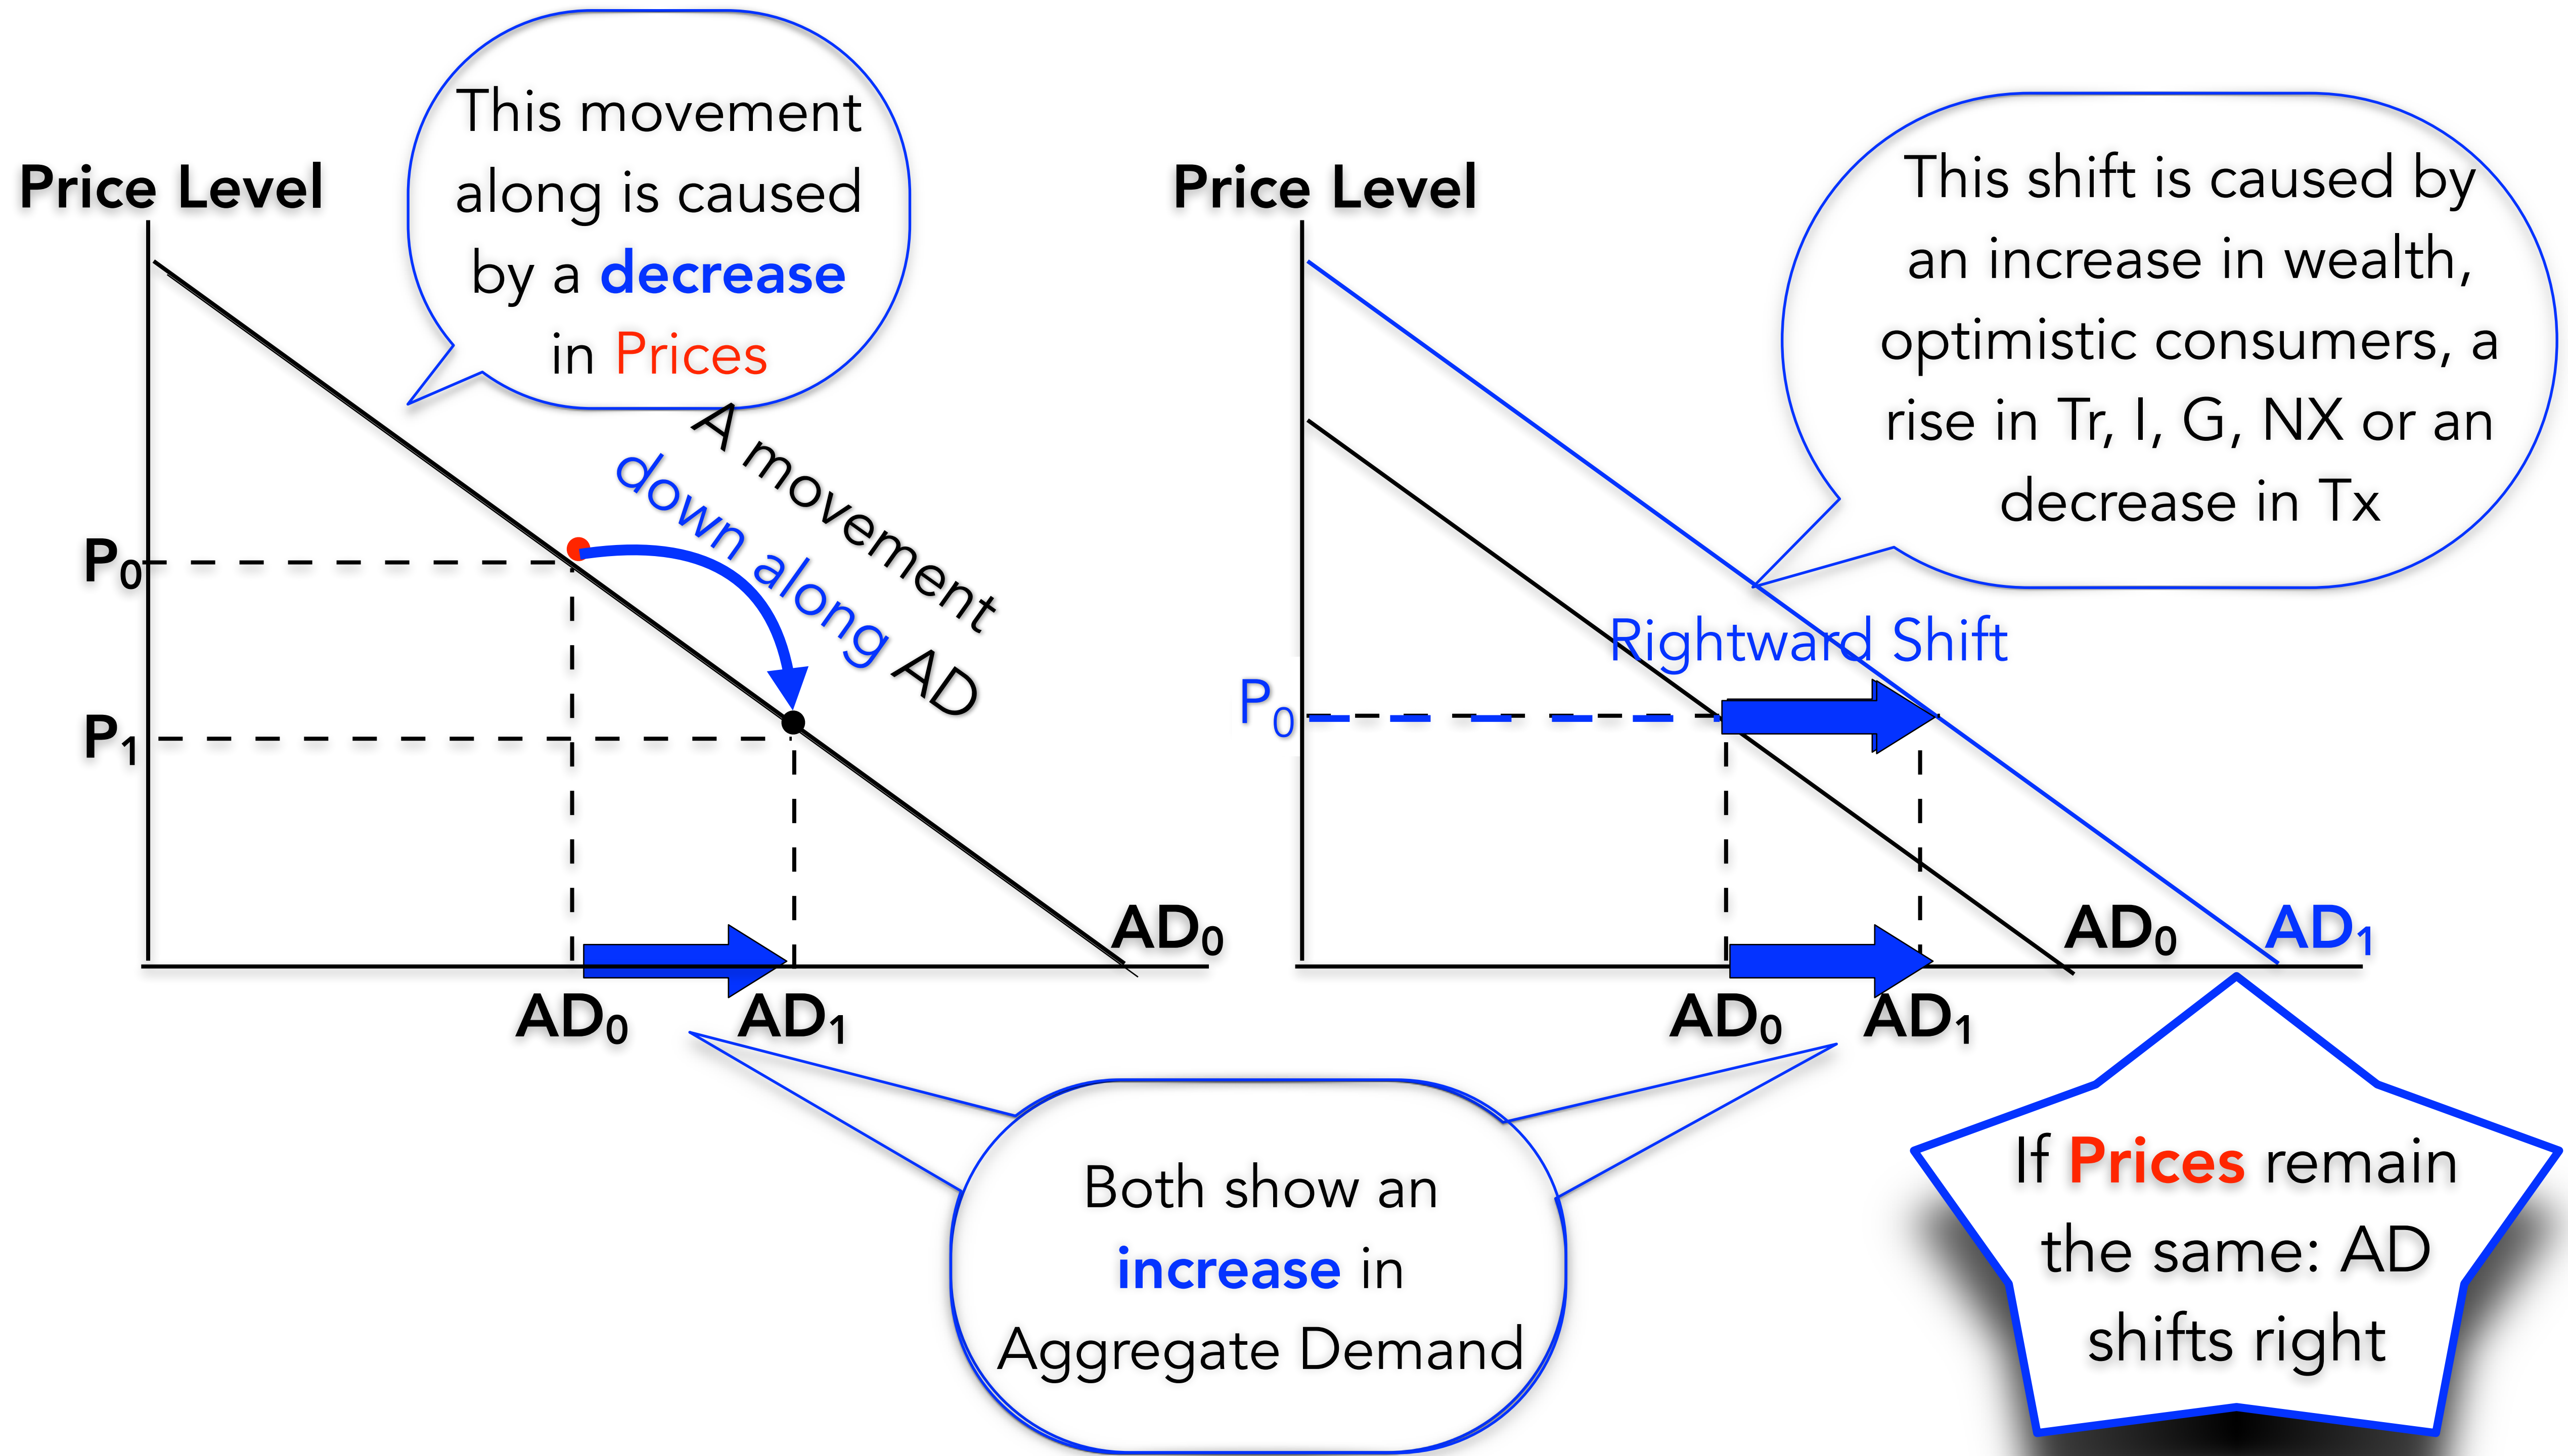 This movement
along is caused
by a decrease
in Prices
Price Level
A movement
down along AD
P₀
P₁
AD₀
AD₀
AD₁
Price Level
This shift is caused by
an increase in wealth,
optimistic consumers, a
rise in Tr, I, G, NX or an
decrease in Tx
Rightward Shift
P₀
AD₀
AD₁
AD₀
AD₁
Both show an
increase in
Aggregate Demand
If Prices remain
the same: AD
shifts right